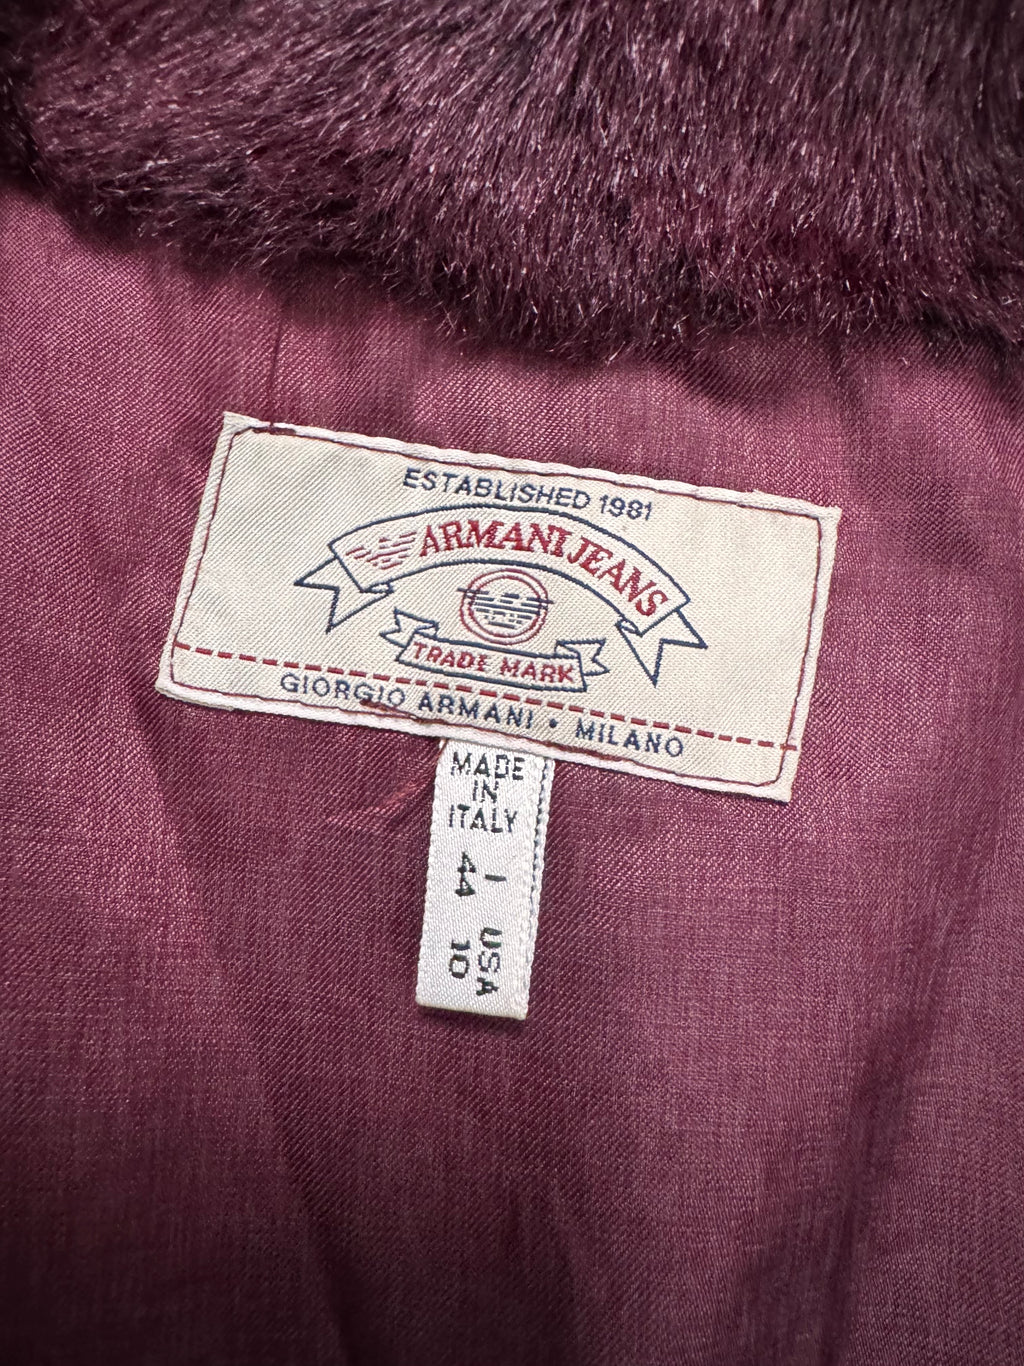 ESTABLISHED 1981
ARMANI JEANS
TRADE MARK
GIORGIO ARMANI • MILANO
MADE
IN
ITALY
I
44
USA
10